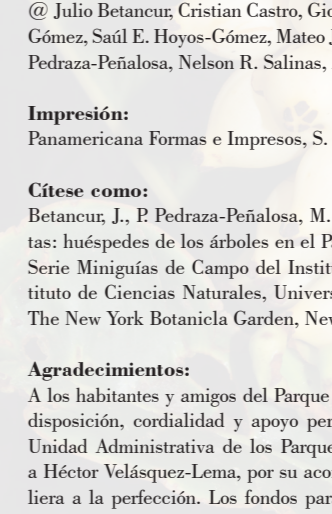 @ Julio Betancur, Cristian Castro, Gio
Gómez, Saúl E. Hoyos-Gómez, Mateo J
Pedraza-Peñalosa, Nelson R. Salinas,
Impresión:
Panamericana Formas e Impresos, S.
Cítese como:
Betancur, J., P. Pedraza-Peñalosa, M.
tas: huéspedes de los árboles en el P
Serie Miniguías de Campo del Instit
tituto de Ciencias Naturales, Univers
The New York Botanicla Garden, Nev
Agradecimientos:
A los habitantes y amigos del Parque
disposición, cordialidad y apoyo per
Unidad Administrativa de los Parque
a Héctor Velásquez-Lema, por su aco
liera a la perfección. Los fondos par